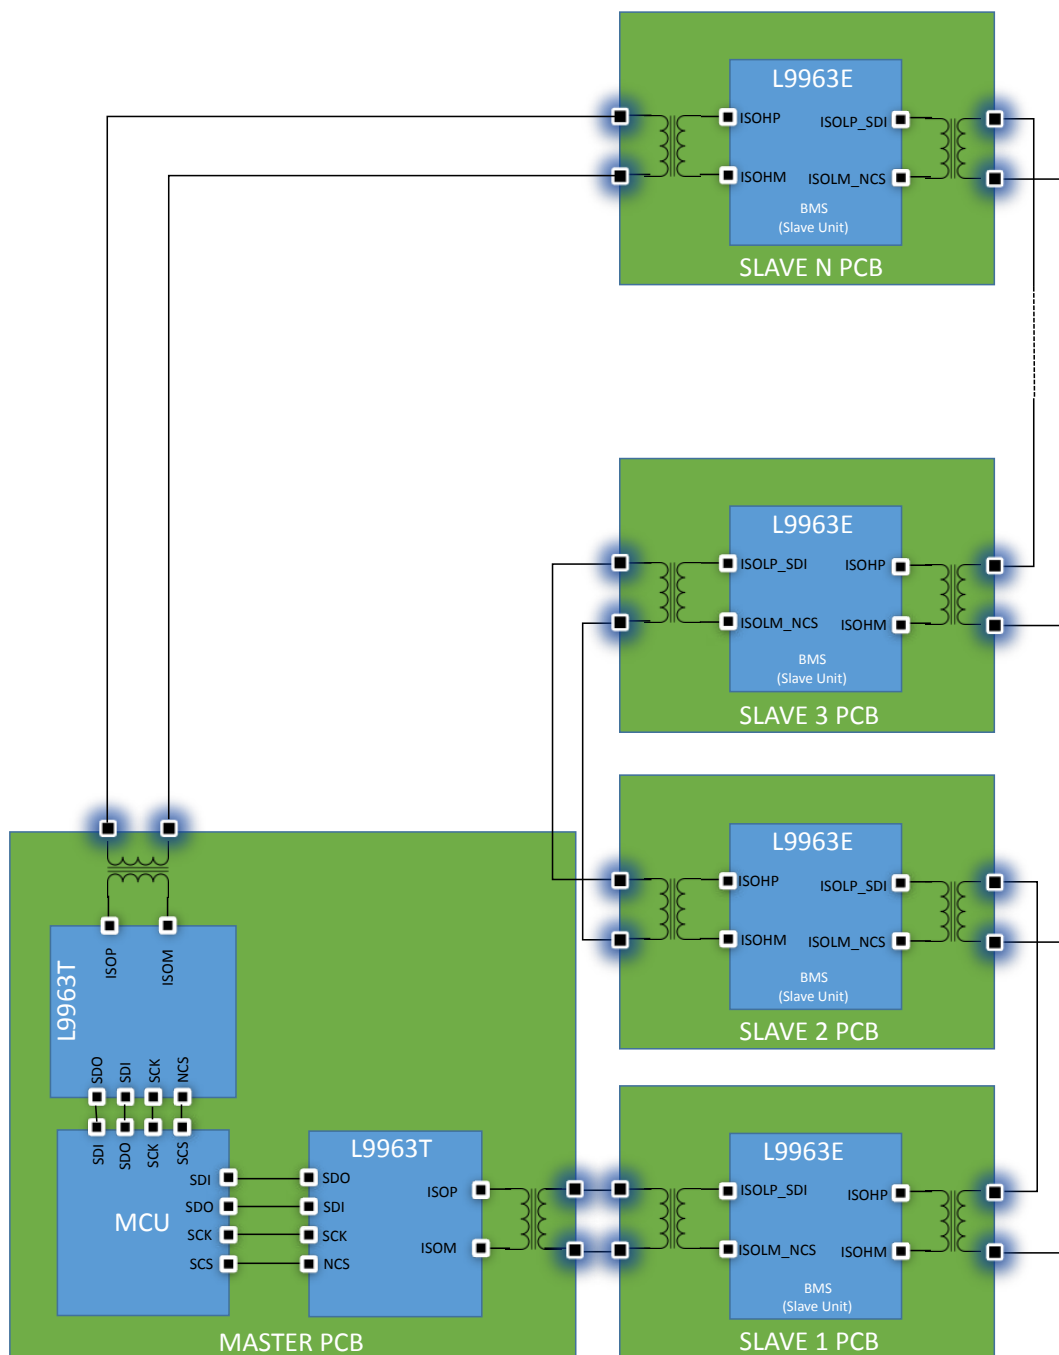 L9963E
ISOHP
ISOLP_SDI
ISOHM
ISOLM_NCS
BMS
(Slave Unit)
SLAVE N PCB
L9963E
ISOLP_SDI
ISOHP
ISOLM_NCS
ISOHM
BMS
(Slave Unit)
SLAVE 3 PCB
L9963E
ISOHP
ISOLP_SDI
ISOHM
ISOLM_NCS
BMS
(Slave Unit)
SLAVE 2 PCB
L9963E
ISOLP_SDI
ISOHP
ISOLM_NCS
ISOHM
BMS
(Slave Unit)
SLAVE 1 PCB
L9963T
ISOP
ISOM
SDO
SDI
SCK
NCS
SDI
SDO
SCK
SCS
MCU
SDI
SDO
SCK
SCS
L9963T
SDO
SDI
SCK
NCS
ISOP
ISOM
MASTER PCB